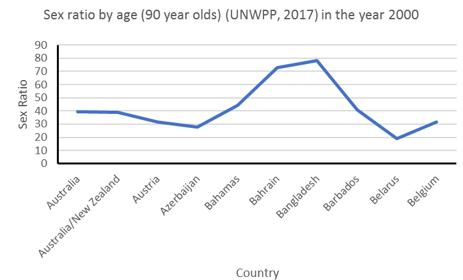 Sex ratio by age (90 year olds) (UNWPP, 2017) in the year 2000
90
80
70
60
50
40
30
20
10
0
Sex Ratio
Australia
Australia/New Zealand
Austria
Azerbaijan
Bahamas
Bahrain
Bangladesh
Barbados
Belarus
Belgium
Country